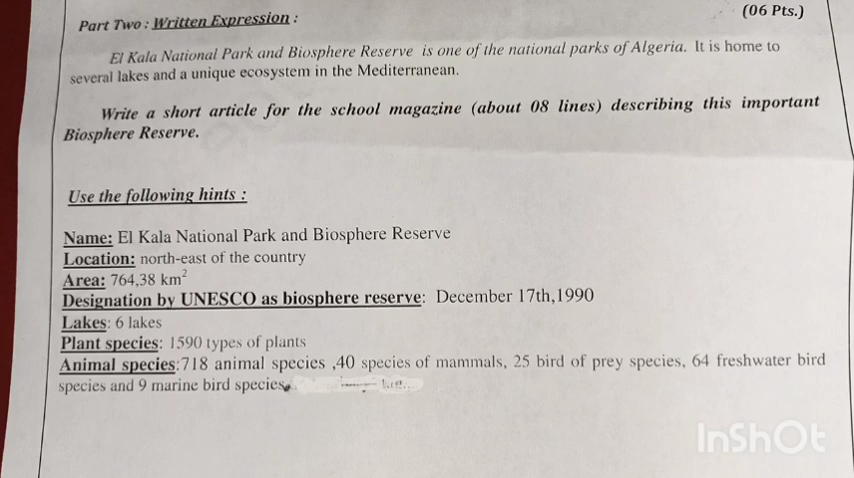 (06 Pts.)
Part Two : Written Expression :
El Kala National Park and Biosphere Reserve is one of the national parks of Algeria. It is home to
several lakes and a unique ecosystem in the Mediterranean.
Write a short article for the school magazine (about 08 lines) describing this important
Biosphere Reserve.
Use the following hints :
Name: El Kala National Park and Biosphere Reserve
Location: north-east of the country
Area: 764,38 km²
Designation by UNESCO as biosphere reserve: December 17th,1990
Lakes: 6 lakes
Plant species: 1590 types of plants
Animal species:718 animal species ,40 species of mammals, 25 bird of prey species, 64 freshwater bird
species and 9 marine bird species
InShOt